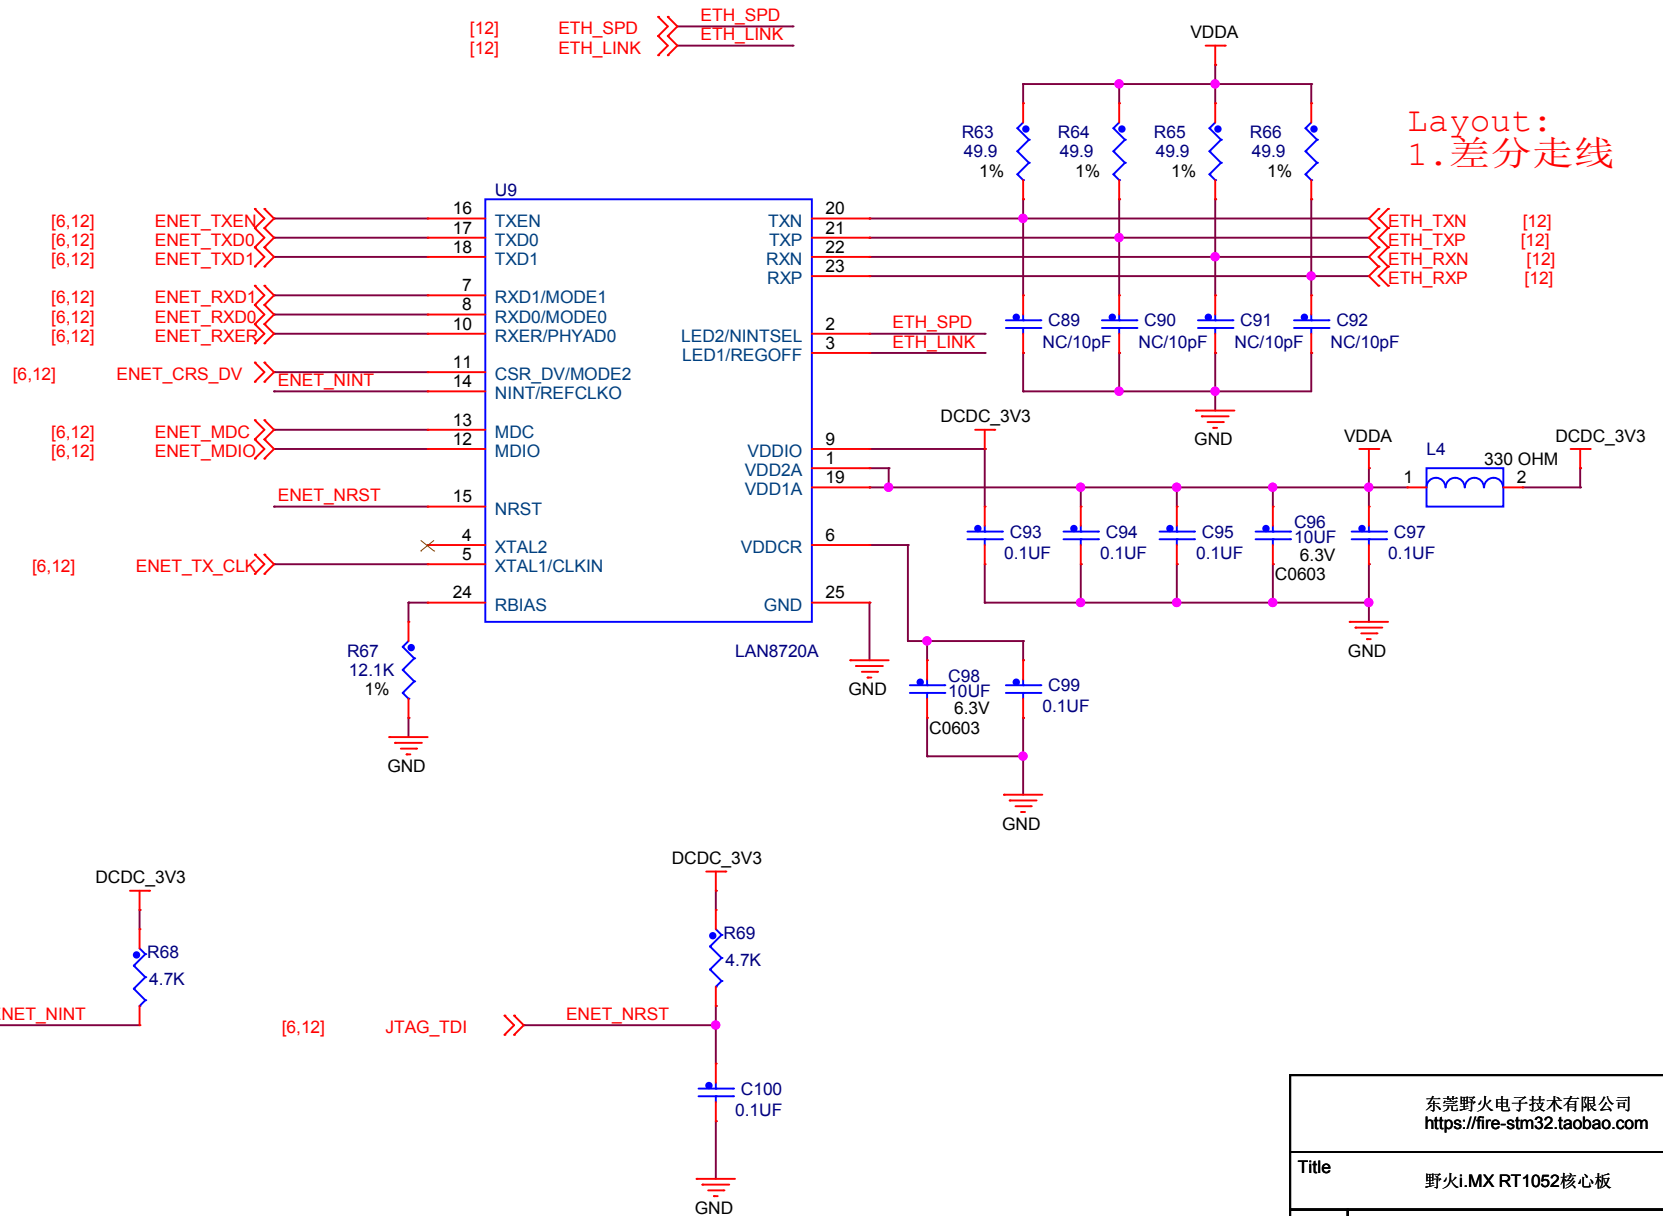 [12] ETH_SPD ETH_SPD
[12] ETH_LINK ETH_LINK
VDDA
Layout:
1.差分走线
R63 49.9 1%
R64 49.9 1%
R65 49.9 1%
R66 49.9 1%
U9
[6,12] ENET_TXEN 16 TXEN
[6,12] ENET_TXD0 17 TXD0
[6,12] ENET_TXD1 18 TXD1
[6,12] ENET_RXD1 7 RXD1/MODE1
[6,12] ENET_RXD0 8 RXD0/MODE0
[6,12] ENET_RXER 10 RXER/PHYAD0
[6,12] ENET_CRS_DV 11 CSR_DV/MODE2
ENET_NINT 14 NINT/REFCLKO
[6,12] ENET_MDC 13 MDC
[6,12] ENET_MDIO 12 MDIO
ENET_NRST 15 NRST
4 XTAL2
[6,12] ENET_TX_CLK 5 XTAL1/CLKIN
24 RBIAS
TXN 20 ETH_TXN [12]
TXP 21 ETH_TXP [12]
RXN 22 ETH_RXN [12]
RXP 23 ETH_RXP [12]
LED2/NINTSEL 2 ETH_SPD
LED1/REGOFF 3 ETH_LINK
VDDIO 9
VDD2A 1
VDD1A 19
VDDCR 6
GND 25
LAN8720A
C89 NC/10pF
C90 NC/10pF
C91 NC/10pF
C92 NC/10pF
GND
DCDC_3V3
VDDA
L4
330 OHM
1 2
DCDC_3V3
C93 0.1UF
C94 0.1UF
C95 0.1UF
C96 10UF 6.3V C0603
C97 0.1UF
GND
GND
R67 12.1K 1%
GND
C98 10UF 6.3V C0603
C99 0.1UF
GND
DCDC_3V3
R68
4.7K
NET_NINT
DCDC_3V3
R69
4.7K
[6,12] JTAG_TDI ENET_NRST
C100
0.1UF
GND
东莞野火电子技术有限公司
https://fire-stm32.taobao.com
Title
野火i.MX RT1052核心板